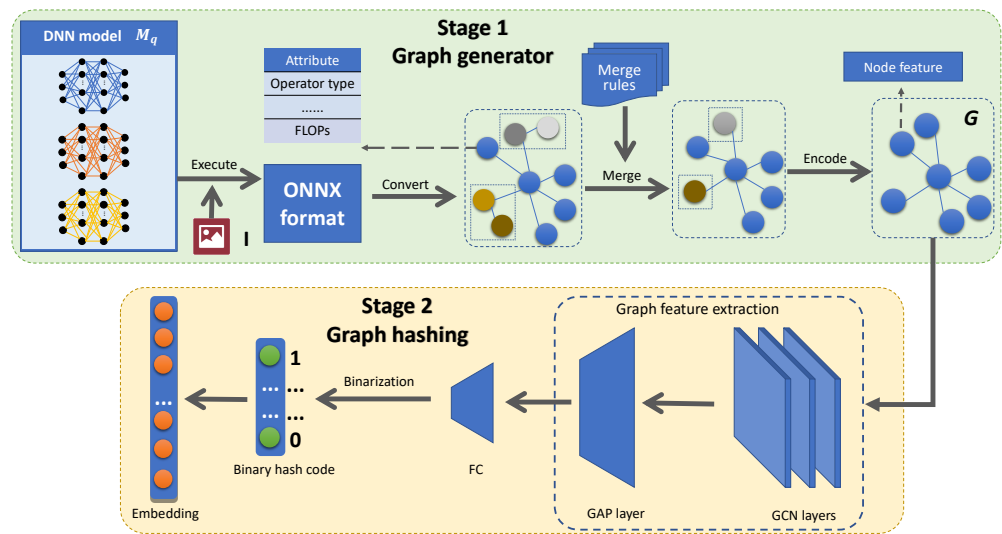 Stage 1
Graph generator
DNN model M_q
Attribute
Operator type
......
FLOPs
Merge
rules
Node feature
G
Execute
I
ONNX
format
Convert
Merge
Encode
Stage 2
Graph hashing
Graph feature extraction
1
... ...
... ...
0
...
Binarization
Binary hash code
FC
Embedding
GAP layer
GCN layers